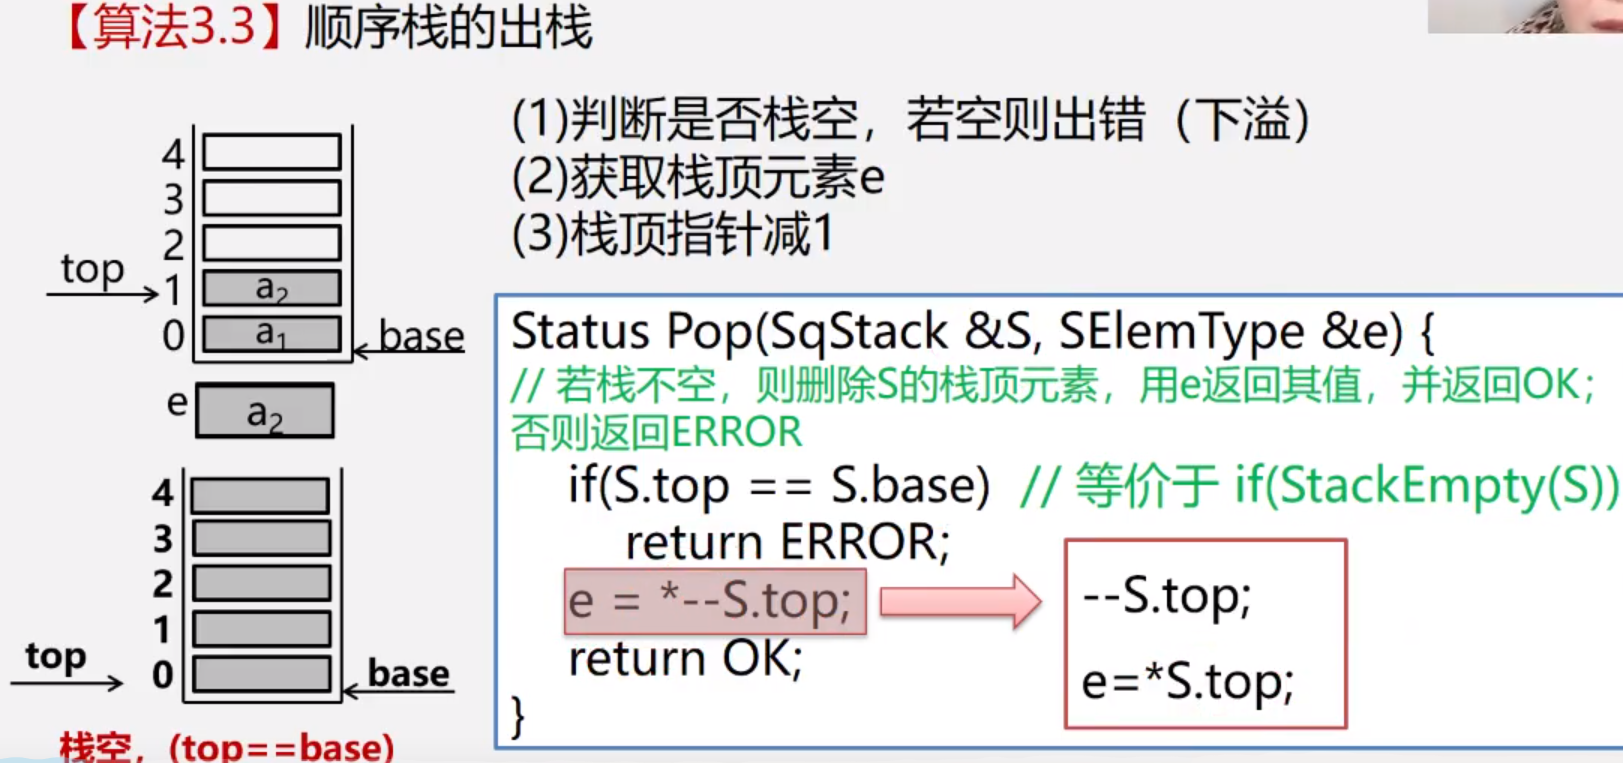 【算法3.3】顺序栈的出栈
(1)判断是否栈空，若空则出错（下溢）
(2)获取栈顶元素e
(3)栈顶指针减1
4
3
2
top
1
a2
0
a1
base
e
a2
4
3
2
1
top
0
base
栈空，(top==base)
Status Pop(SqStack &S, SElemType &e) {
// 若栈不空，则删除S的栈顶元素，用e返回其值，并返回OK；
否则返回ERROR
if(S.top == S.base) // 等价于 if(StackEmpty(S))
return ERROR;
e = *--S.top;
return OK;
}
--S.top;
e=*S.top;